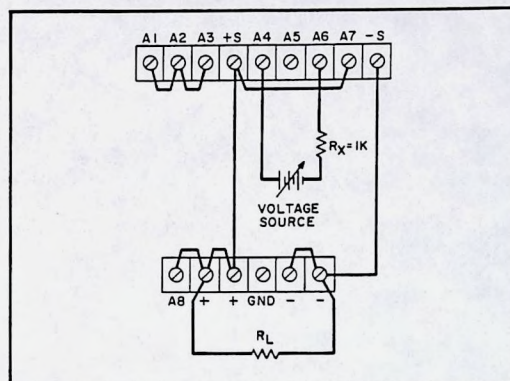 A1 A2 A3 +S A4 A5 A6 A7 -S
RX=1K
VOLTAGE
SOURCE
A8 + + GND - -
RL